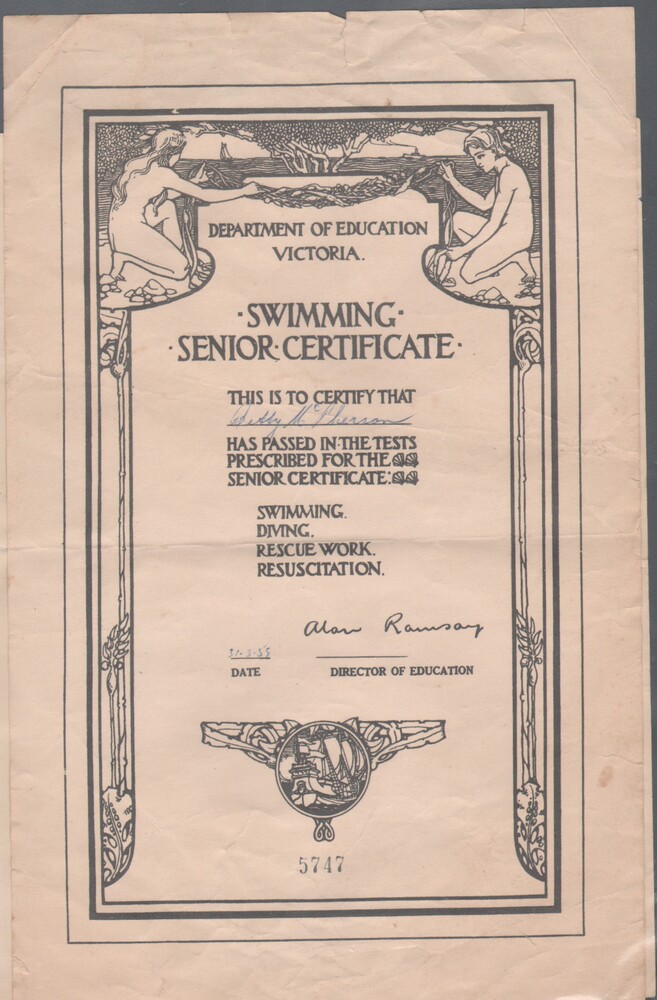 DEPARTMENT OF EDUCATION
VICTORIA.
·SWIMMING·
·SENIOR·CERTIFICATE·
THIS IS TO CERTIFY THAT
Betty McPherson
HAS PASSED IN·THE TESTS
PRESCRIBED FOR THE
SENIOR CERTIFICATE:
SWIMMING.
DIVING.
RESCUE WORK.
RESUSCITATION.
Alan Ramsay
DATE
DIRECTOR OF EDUCATION
5747